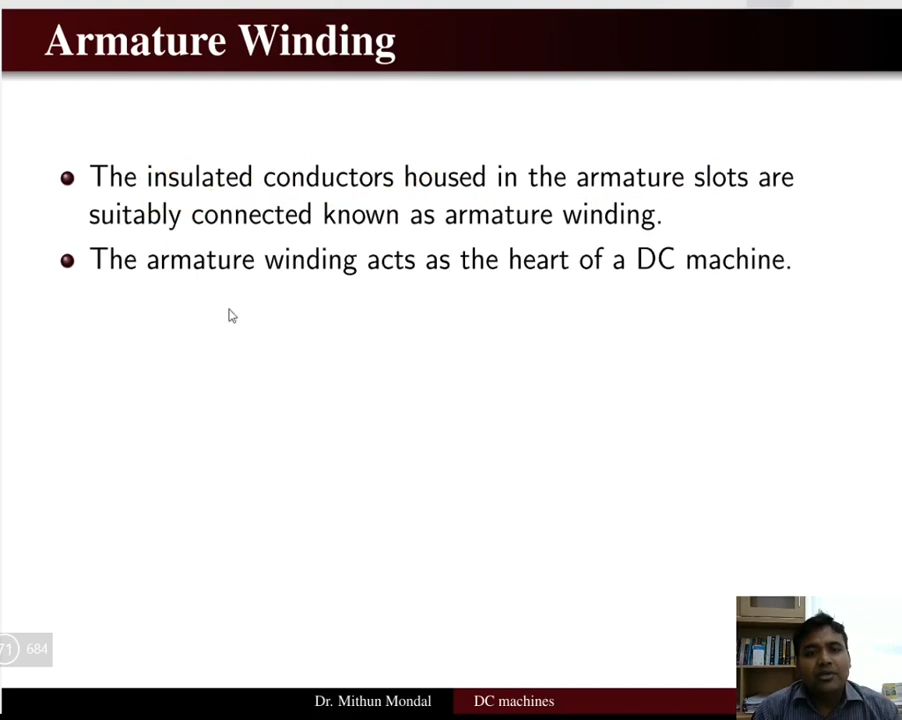 Armature Winding
The insulated conductors housed in the armature slots are
suitably connected known as armature winding.
The armature winding acts as the heart of a DC machine.
71 684
Dr. Mithun Mondal DC machines